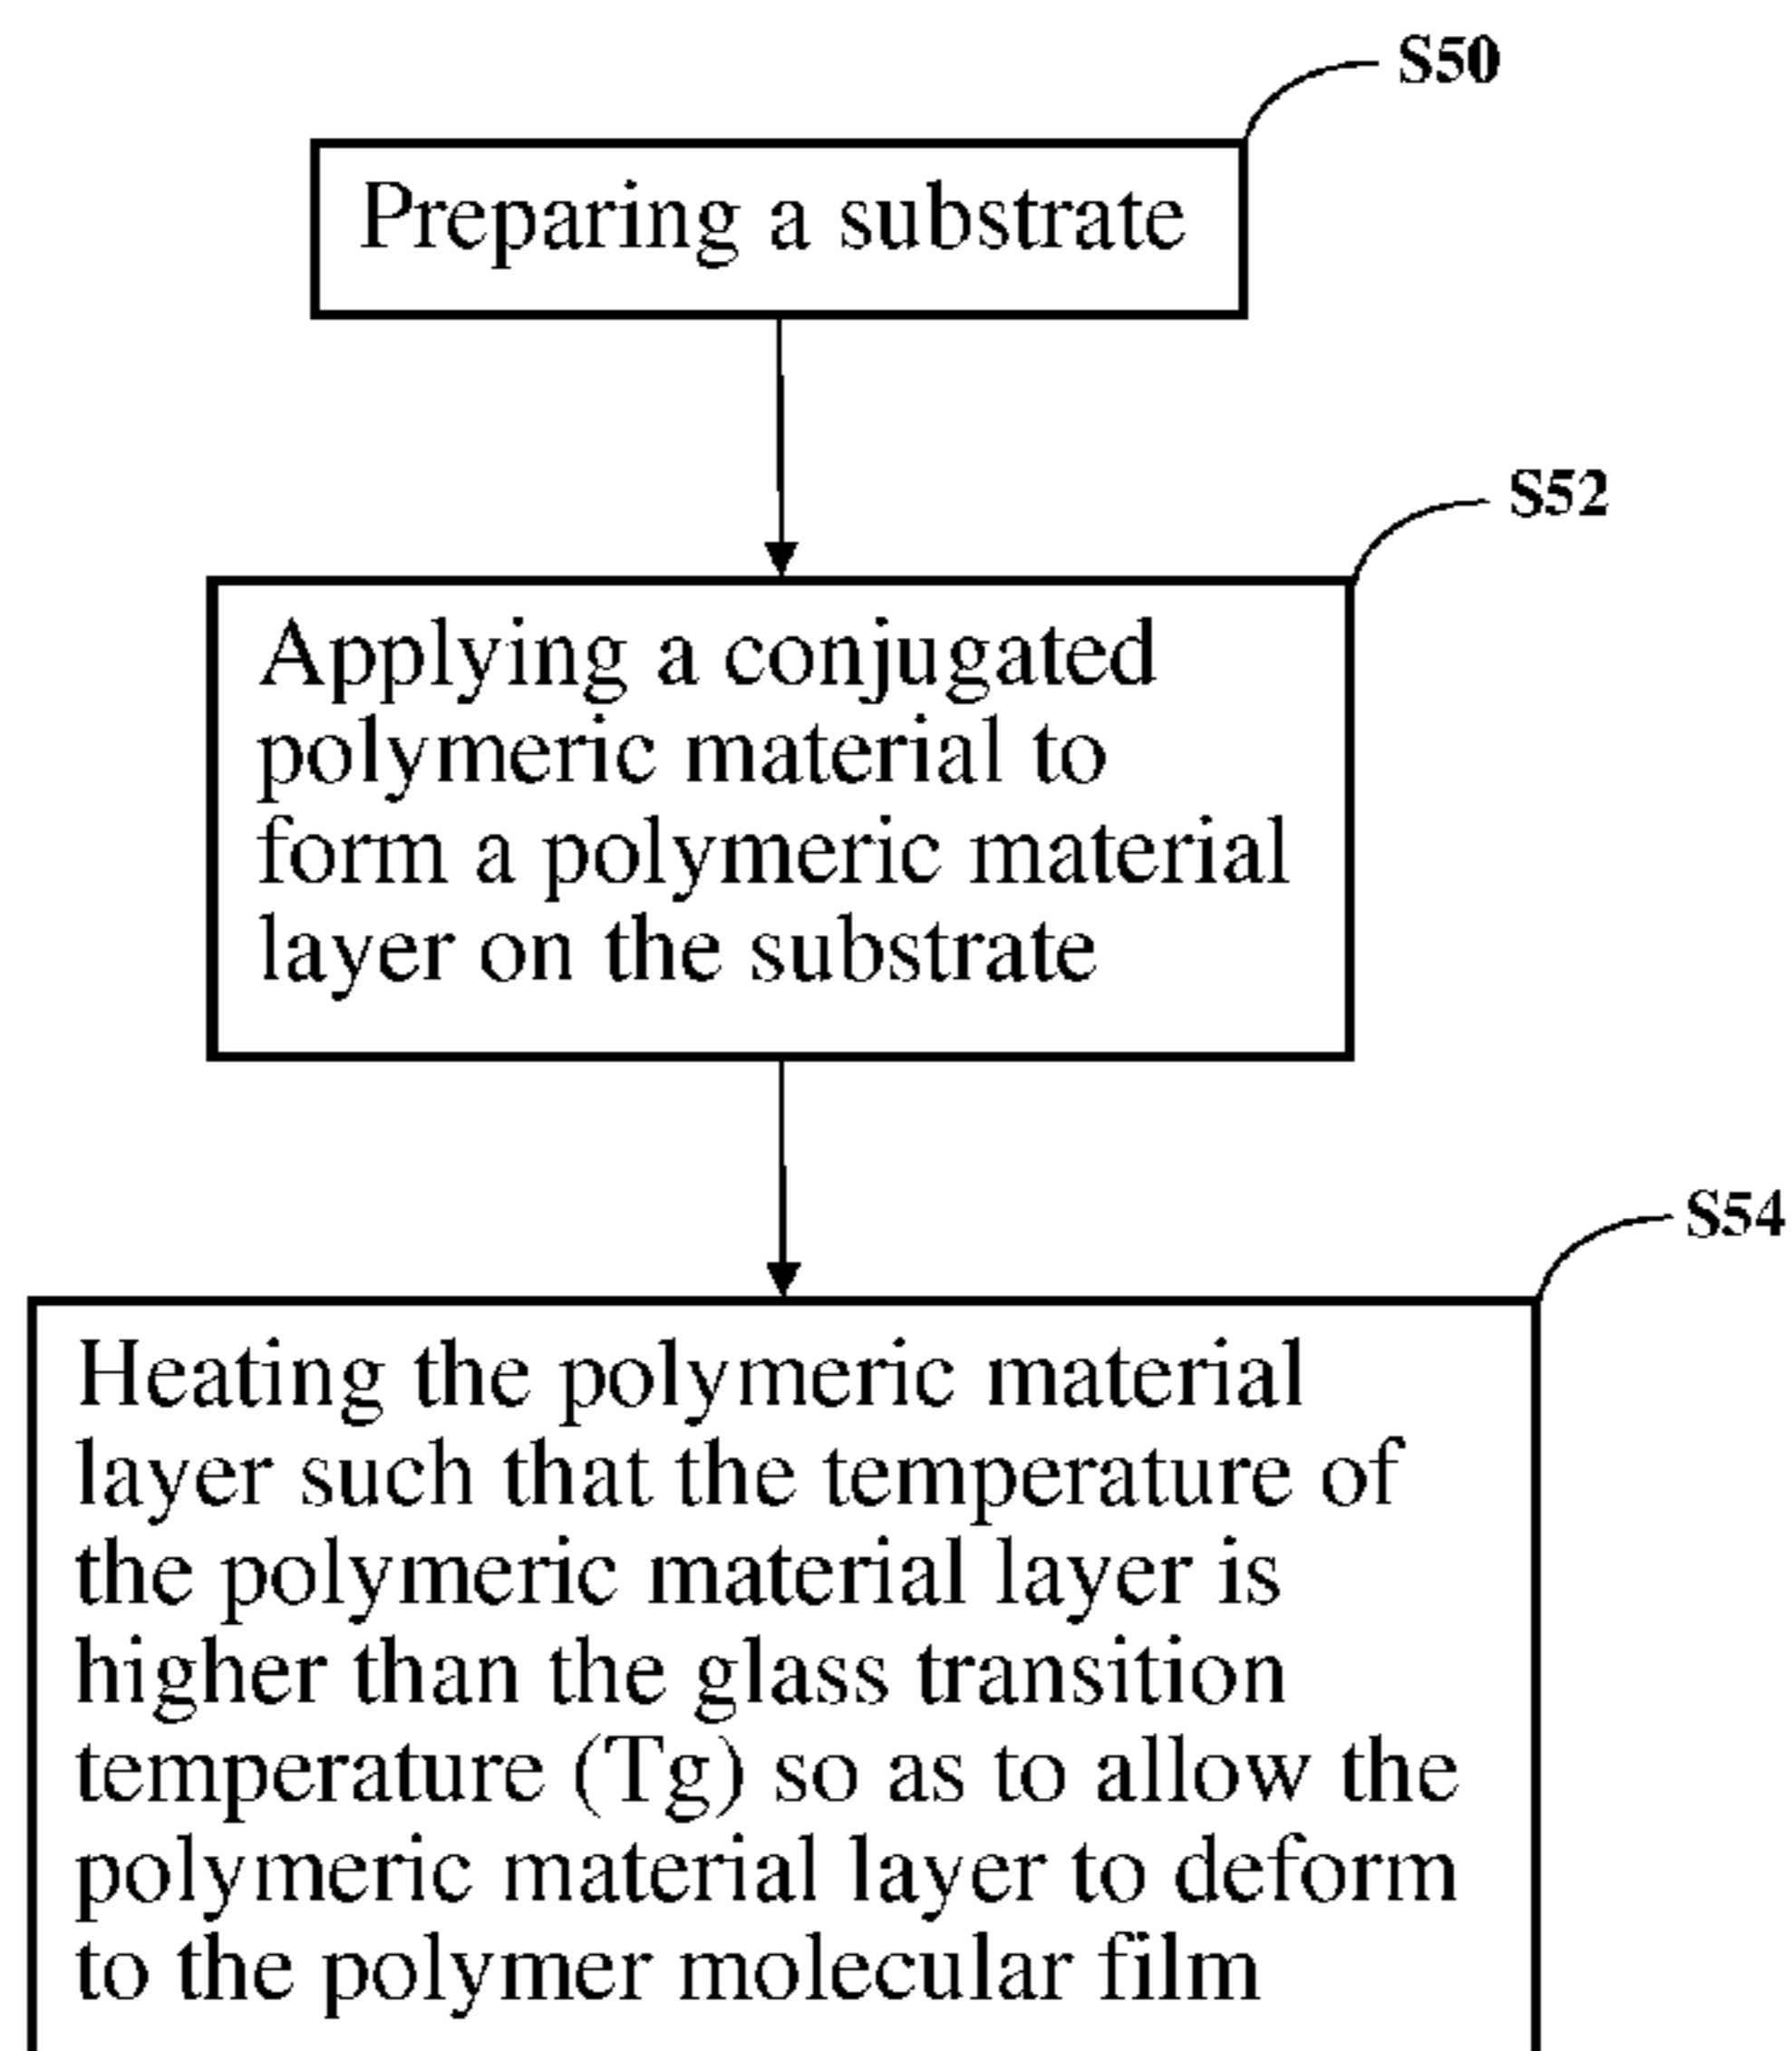 S50
Preparing a substrate
S52
Applying a conjugated
polymeric material to
form a polymeric material
layer on the substrate
S54
Heating the polymeric material
layer such that the temperature of
the polymeric material layer is
higher than the glass transition
temperature (Tg) so as to allow the
polymeric material layer to deform
to the polymer molecular film